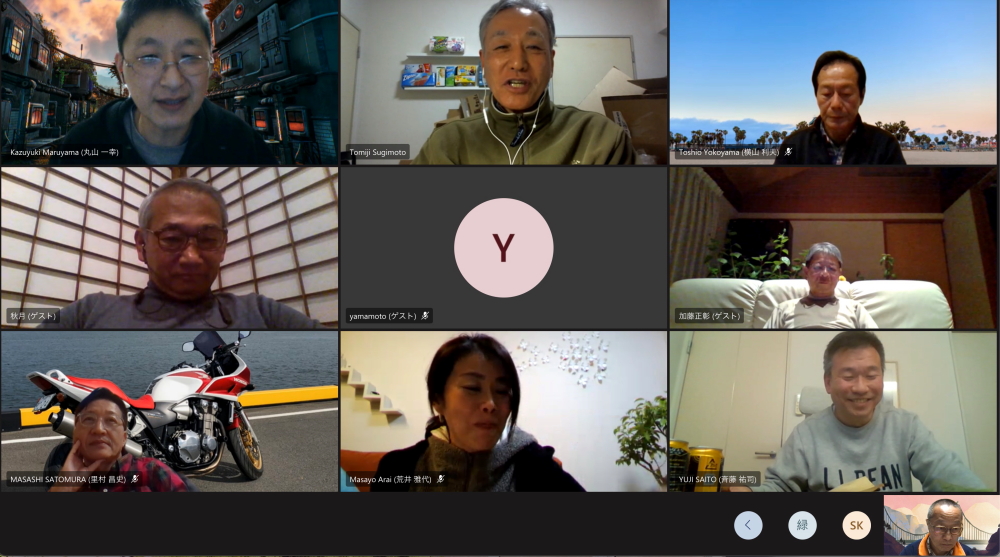 Kazuyuki Maruyama (丸山 一幸)
Tomiji Sugimoto
Toshio Yokoyama (横山 利夫)
秋月 (ゲスト)
Y
yamamoto (ゲスト)
加藤正彰 (ゲスト)
MASASHI SATOMURA (里村 昌史)
Masayo Arai (荒井 雅代)
YUJI SAITO (斉藤 祐司)
L.L.BEAN
緑
SK